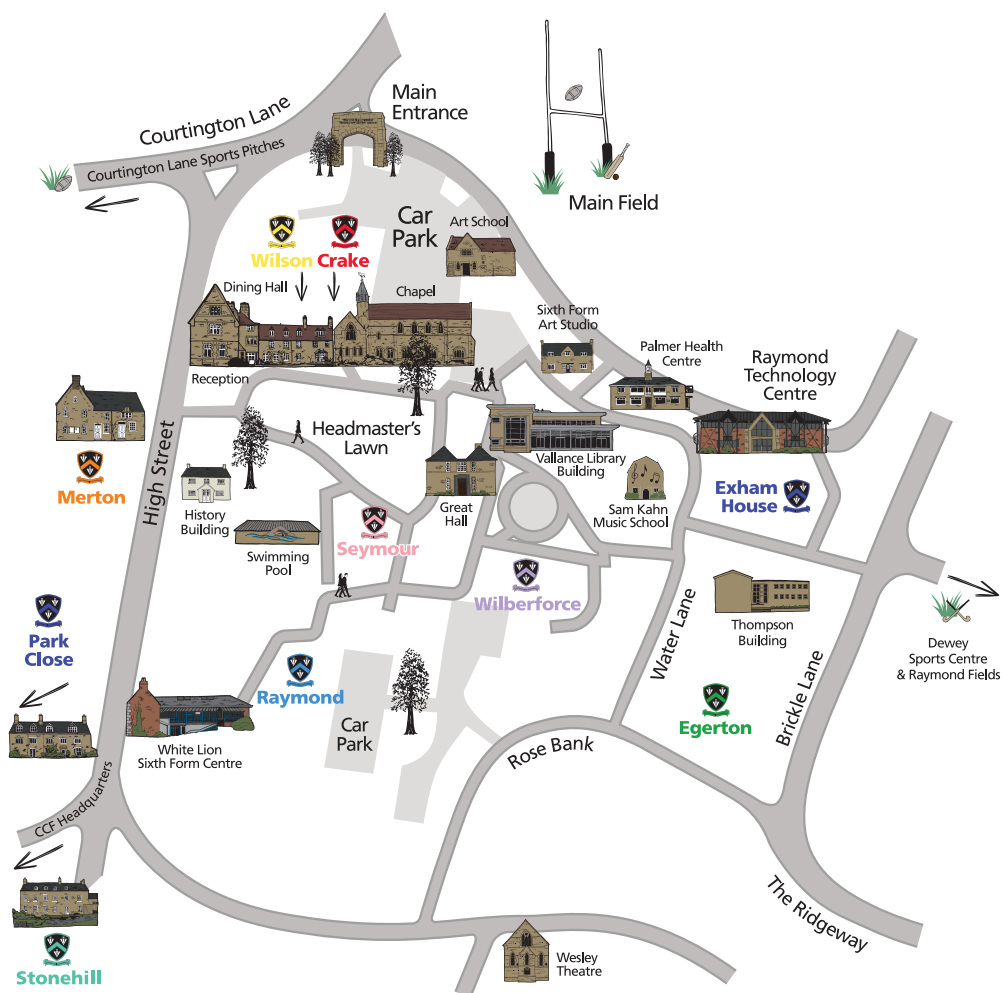 Main
Entrance
Courtington Lane
Courtington Lane Sports Pitches
Main Field
Car
Park
Art School
Wilson
Crake
Dining Hall
Chapel
Sixth Form
Art Studio
Palmer Health
Centre
Raymond
Technology
Centre
Reception
Headmaster's
Lawn
Vallance Library
Building
Merton
High Street
History
Building
Great
Hall
Sam Kahn
Music School
Exham
House
Swimming
Pool
Seymour
Wilberforce
Thompson
Building
Water Lane
Park
Close
Dewey
Sports Centre
& Raymond Fields
Raymond
Brickle Lane
Egerton
Car
Park
Rose Bank
White Lion
Sixth Form Centre
CCF Headquarters
The Ridgeway
Wesley
Theatre
Stonehill